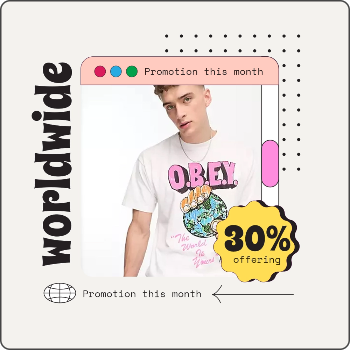 worldwide
Promotion this month
O.B.E.Y.
"The
World
Is
Yours"
30%
offering
Promotion this month